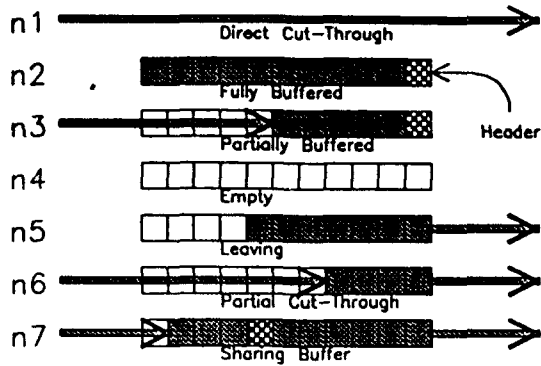 n1
Direct Cut-Through
n2
Fully Buffered
n3
Partially Buffered
Header
n4
Empty
n5
Leaving
n6
Partial Cut-Through
n7
Sharing Buffer